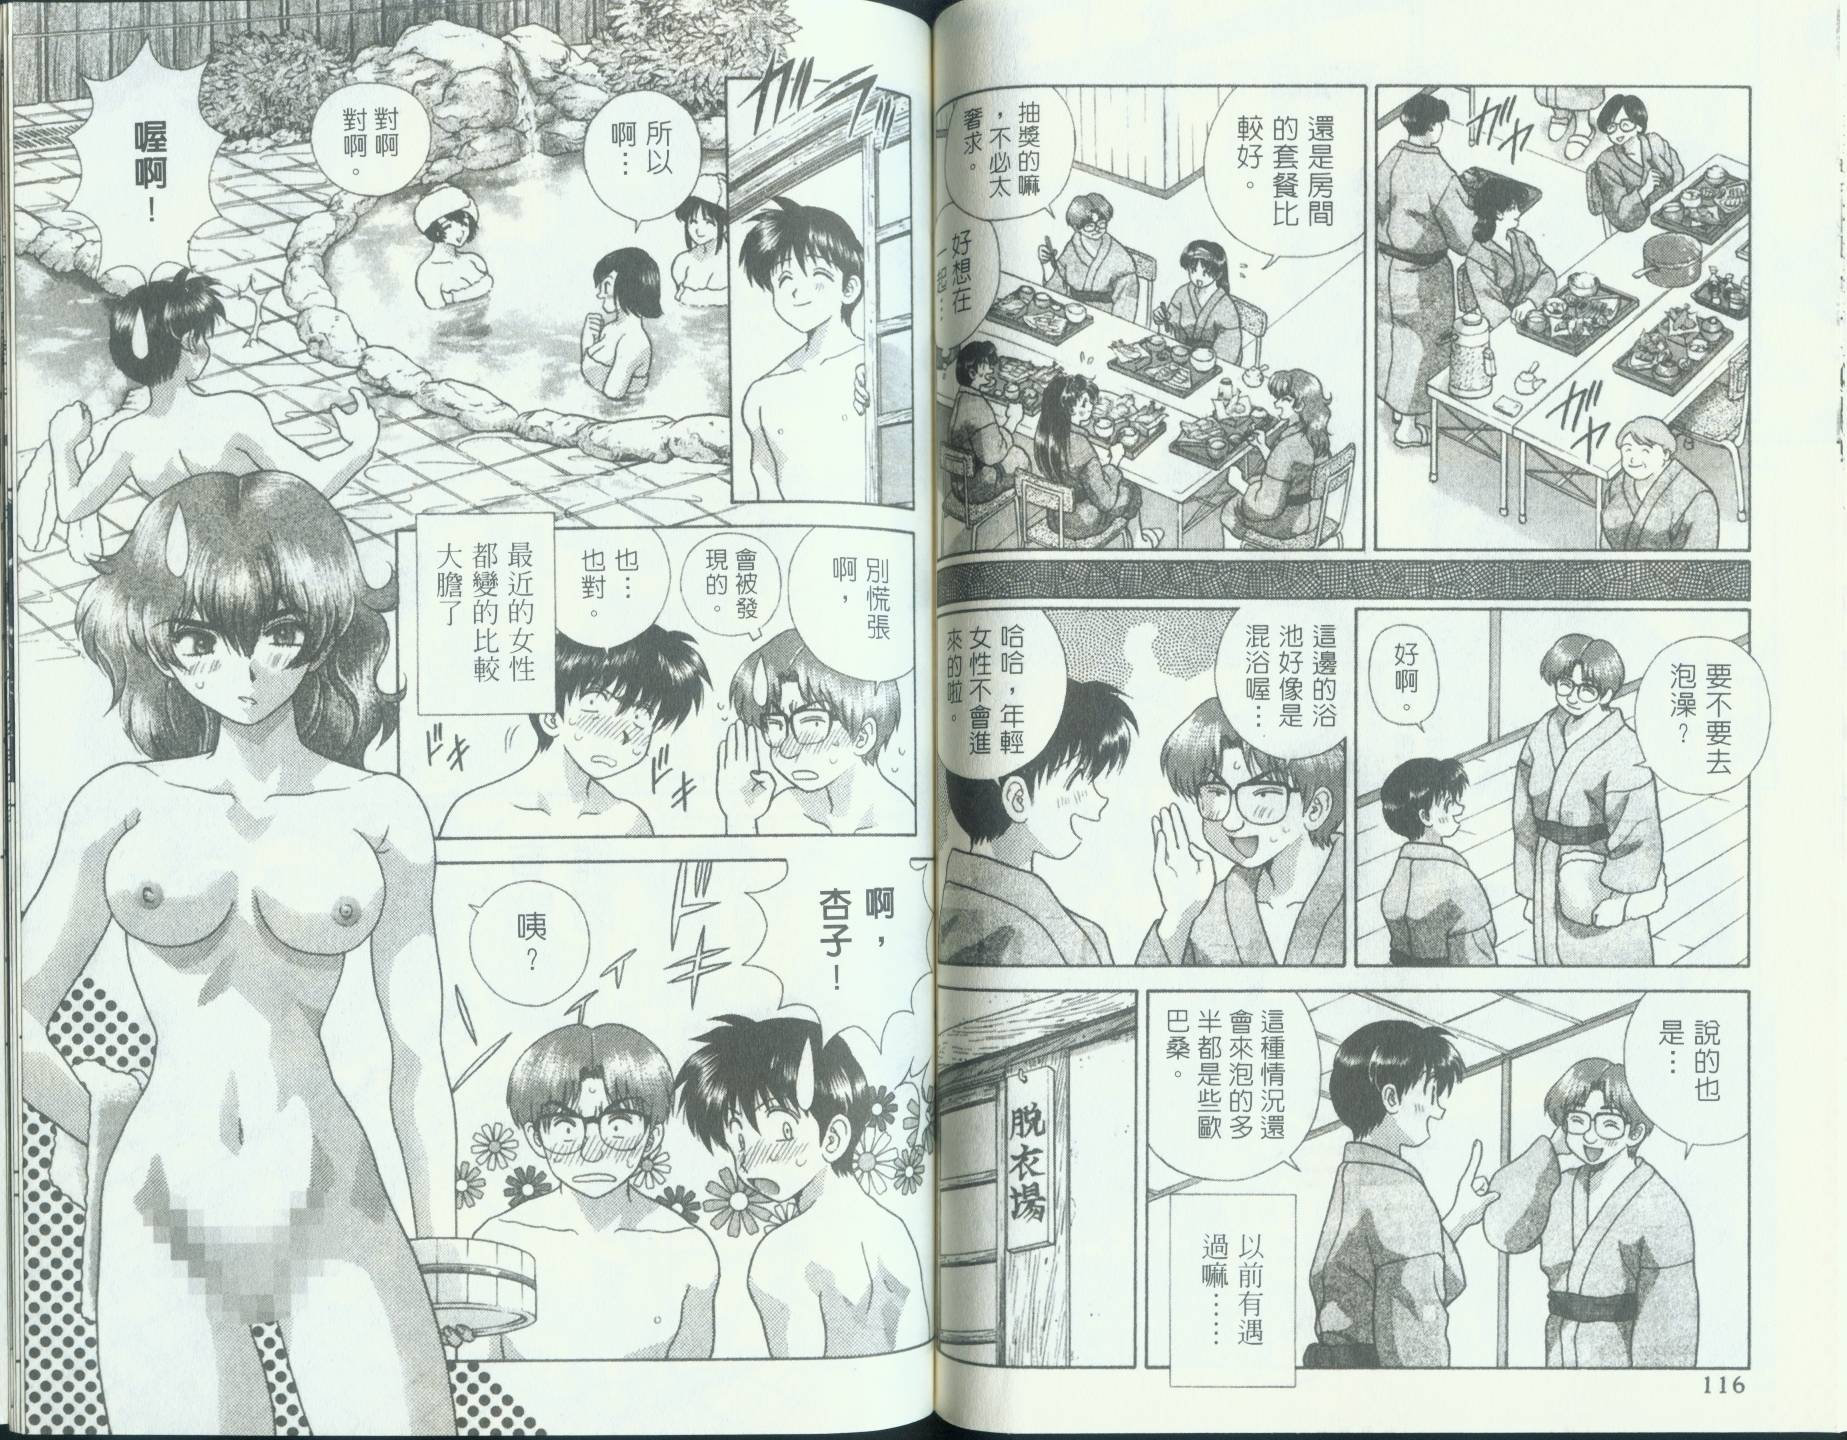 還是房間
的套餐比
較好。
抽獎的嘛
，不必太
奢求。
好想在
一起…
ガヤ
ガヤ
要不要去
泡澡？
好啊。
這邊的浴
池好像是
混浴喔…
哈哈，年輕
女性不會進
來的啦。
說的也
是…
這種情況還
會來泡的多
半都是些歐
巴桑。
以前有遇
過嘛……
脫衣場
116
ガラッ
所以
啊…
對啊
對啊。
喔啊！
別慌張
啊，
會被發
現的。
也…
也對。
最近的女性
都變的比較
大膽了
ドキ
ドキ
啊，
杏子！
咦？